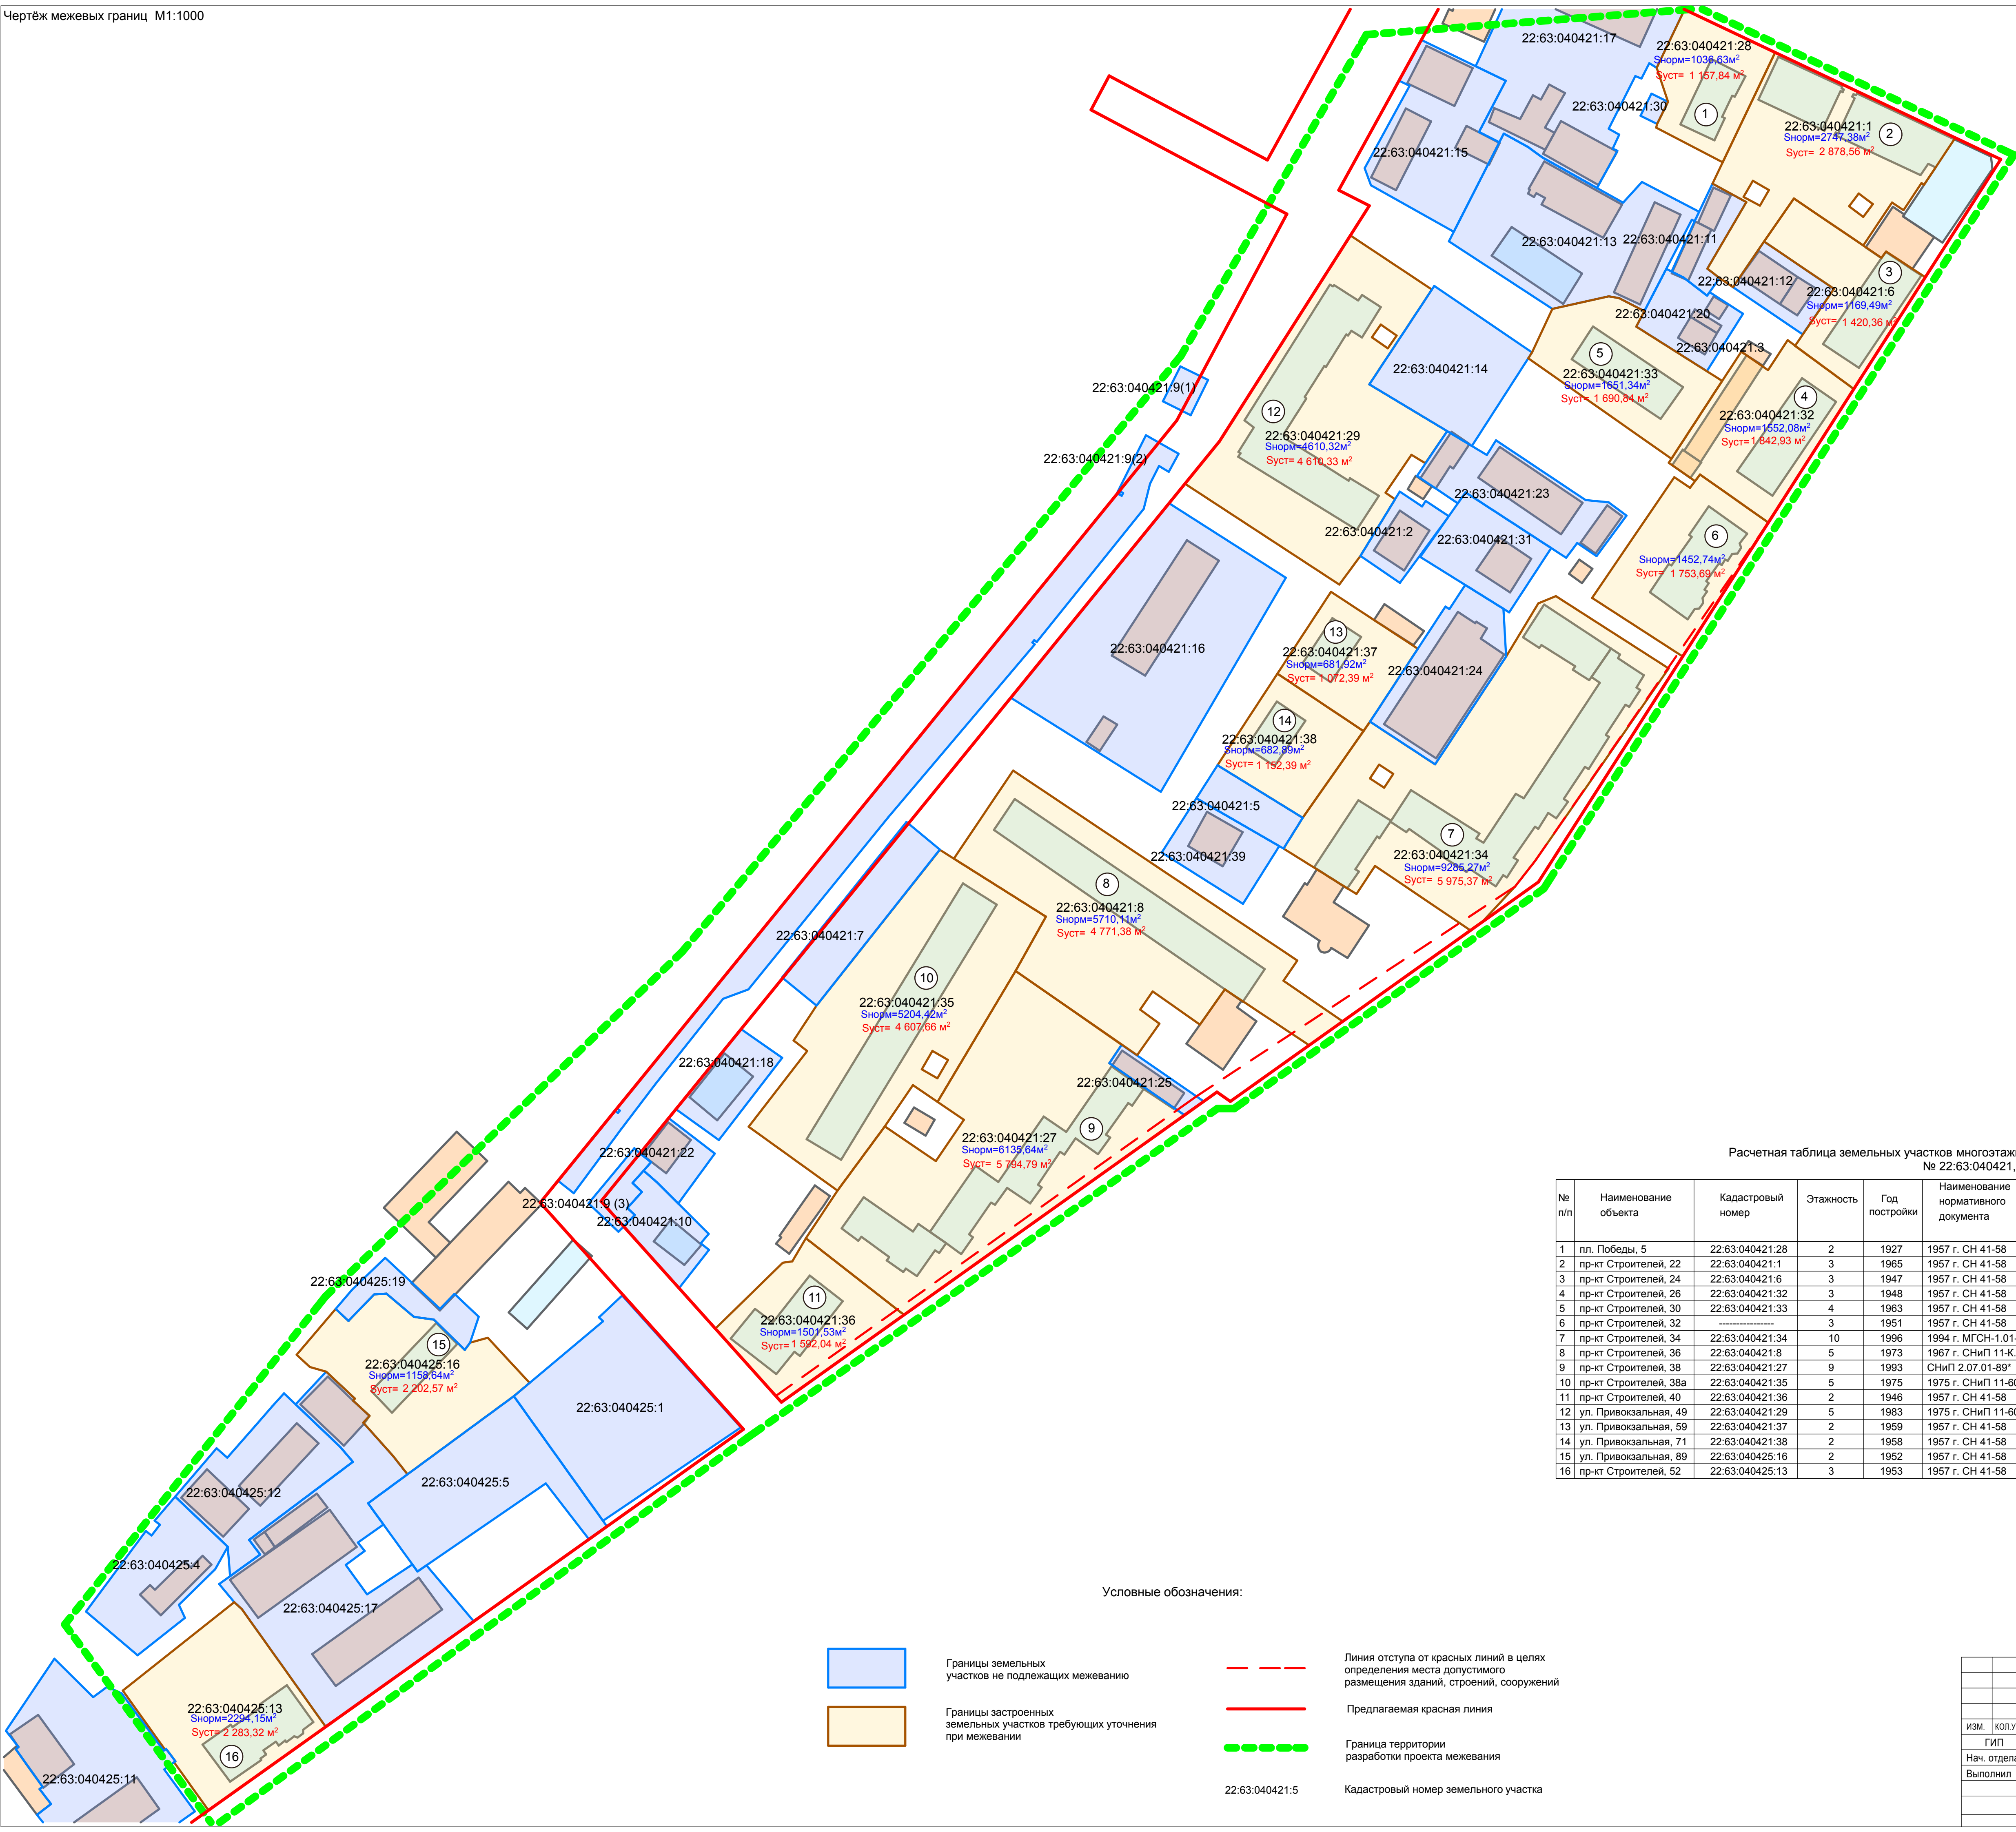 Чертёж межевых границ М1:1000
22:63:040421:17
22:63:040421:28
Sнорм=1036,63м²
Sуст= 1 157,84 м²
1
22:63:040421:30
22:63:040421:1
Sнорм=2747,38м²
Sуст= 2 878,56 м²
2
22:63:040421:15
22:63:040421:13
22:63:040421:11
22:63:040421:12
3
22:63:040421:6
Sнорм=1169,49м²
Sуст= 1 420,36 м²
22:63:040421:20
22:63:040421:3
22:63:040421:14
5
22:63:040421:33
Sнорм=1651,34м²
Sуст= 1 690,84 м²
22:63:040421:9(1)
4
22:63:040421:32
Sнорм=1552,08м²
Sуст= 1 842,93 м²
12
22:63:040421:29
Sнорм=4610,32м²
Sуст= 4 610,33 м²
22:63:040421:9(2)
22:63:040421:23
22:63:040421:2
22:63:040421:31
6
Sнорм=1452,74м²
Sуст= 1 753,69 м²
22:63:040421:16
13
22:63:040421:37
Sнорм=681,92м²
Sуст= 1 072,39 м²
22:63:040421:24
14
22:63:040421:38
Sнорм=682,89м²
Sуст= 1 152,39 м²
22:63:040421:5
22:63:040421:39
7
22:63:040421:34
Sнорм=9285,27м²
Sуст= 5 975,37 м²
8
22:63:040421:8
Sнорм=5710,11м²
Sуст= 4 771,38 м²
22:63:040421:7
10
22:63:040421:35
Sнорм=5204,42м²
Sуст= 4 607,66 м²
22:63:040421:18
22:63:040421:25
9
22:63:040421:27
Sнорм=6135,64м²
Sуст= 5 794,79 м²
22:63:040421:22
22:63:040421:9 (3)
22:63:040421:10
22:63:040425:19
11
22:63:040421:36
Sнорм=1501,53м²
Sуст= 1 592,04 м²
15
22:63:040425:16
Sнорм=1158,64м²
Sуст= 2 202,57 м²
22:63:040425:1
22:63:040425:5
22:63:040425:12
22:63:040425:4
22:63:040425:17
22:63:040425:13
Sнорм=2294,15м²
Sуст= 2 283,32 м²
16
22:63:040425:11
Расчетная таблица земельных участков многоэтаж
№ 22:63:040421,
№ п/п Наименование объекта Кадастровый номер Этажность Год постройки Наименование нормативного документа
1 пл. Победы, 5 22:63:040421:28 2 1927 1957 г. СН 41-58
2 пр-кт Строителей, 22 22:63:040421:1 3 1965 1957 г. СН 41-58
3 пр-кт Строителей, 24 22:63:040421:6 3 1947 1957 г. СН 41-58
4 пр-кт Строителей, 26 22:63:040421:32 3 1948 1957 г. СН 41-58
5 пр-кт Строителей, 30 22:63:040421:33 4 1963 1957 г. СН 41-58
6 пр-кт Строителей, 32 ---------------- 3 1951 1957 г. СН 41-58
7 пр-кт Строителей, 34 22:63:040421:34 10 1996 1994 г. МГСН-1.01-
8 пр-кт Строителей, 36 22:63:040421:8 5 1973 1967 г. СНиП 11-К.
9 пр-кт Строителей, 38 22:63:040421:27 9 1993 СНиП 2.07.01-89*
10 пр-кт Строителей, 38а 22:63:040421:35 5 1975 1975 г. СНиП 11-60
11 пр-кт Строителей, 40 22:63:040421:36 2 1946 1957 г. СН 41-58
12 ул. Привокзальная, 49 22:63:040421:29 5 1983 1975 г. СНиП 11-60
13 ул. Привокзальная, 59 22:63:040421:37 2 1959 1957 г. СН 41-58
14 ул. Привокзальная, 71 22:63:040421:38 2 1958 1957 г. СН 41-58
15 ул. Привокзальная, 89 22:63:040425:16 2 1952 1957 г. СН 41-58
16 пр-кт Строителей, 52 22:63:040425:13 3 1953 1957 г. СН 41-58
Условные обозначения:
Границы земельных
участков не подлежащих межеванию
Границы застроенных
земельных участков требующих уточнения
при межевании
Линия отступа от красных линий в целях
определения места допустимого
размещения зданий, строений, сооружений
Предлагаемая красная линия
Граница территории
разработки проекта межевания
22:63:040421:5 Кадастровый номер земельного участка
ИЗМ. КОЛ.У
ГИП
Нач. отдела
Выполнил